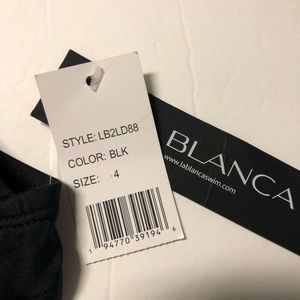 STYLE: LB2LD88
COLOR: BLK
SIZE: 4
1 94770 39194 6
BLANCA
www.lablancaswim.com